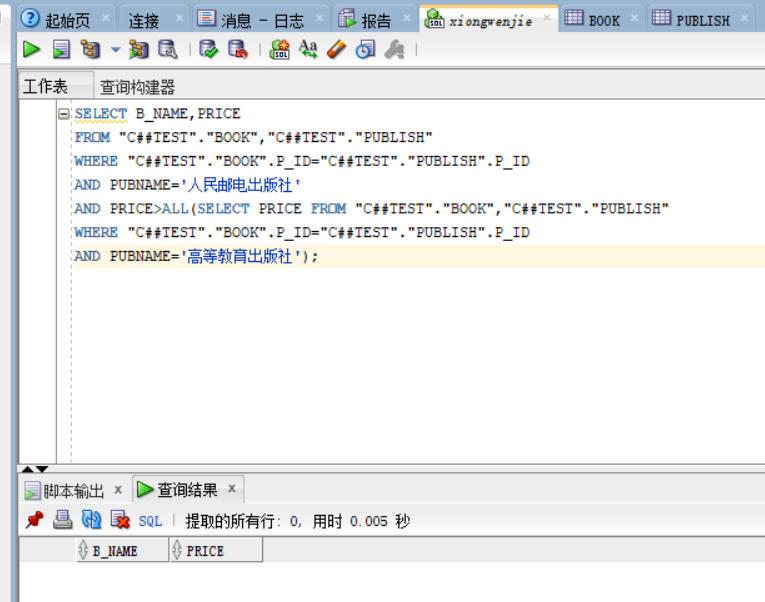 起始页 连接 消息 - 日志 报告 xiongwenjie BOOK PUBLISH
工作表 查询构建器
SELECT B_NAME,PRICE
FROM "C##TEST"."BOOK","C##TEST"."PUBLISH"
WHERE "C##TEST"."BOOK".P_ID="C##TEST"."PUBLISH".P_ID
AND PUBNAME='人民邮电出版社'
AND PRICE>ALL(SELECT PRICE FROM "C##TEST"."BOOK","C##TEST"."PUBLISH"
WHERE "C##TEST"."BOOK".P_ID="C##TEST"."PUBLISH".P_ID
AND PUBNAME='高等教育出版社');
脚本输出 x 查询结果 x
SQL | 提取的所有行: 0, 用时 0.005 秒
B_NAME PRICE